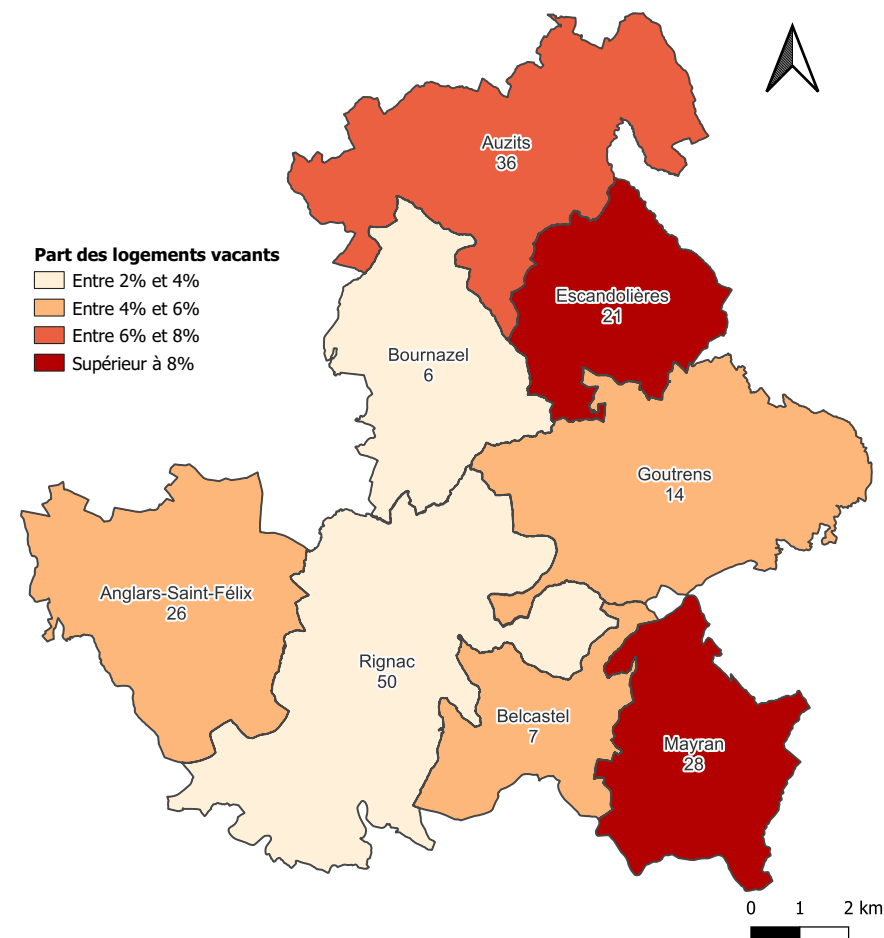 Auzits
36
Part des logements vacants
Entre 2% et 4%
Entre 4% et 6%
Entre 6% et 8%
Supérieur à 8%
Escandolières
21
Bournazel
6
Goutrens
14
Anglars-Saint-Félix
26
Rignac
50
Belcastel
7
Mayran
28
0 1 2 km